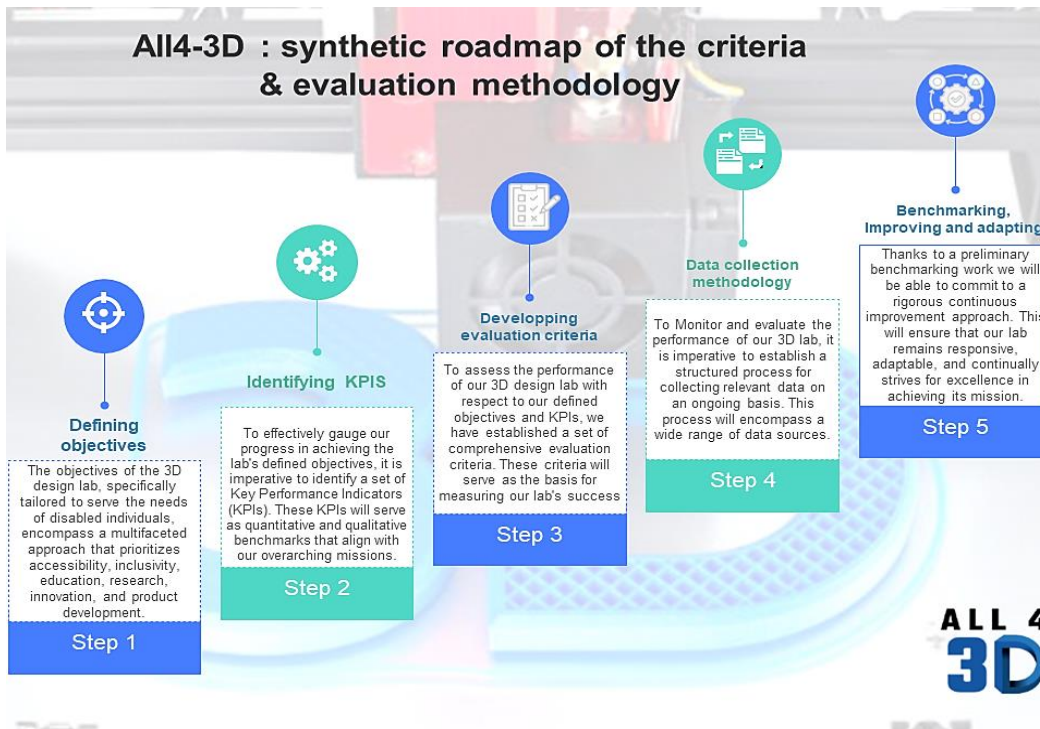 All4-3D : synthetic roadmap of the criteria
& evaluation methodology
Defining
objectives
The objectives of the 3D
design lab, specifically
tailored to serve the needs
of disabled individuals,
encompass a multifaceted
approach that prioritizes
accessibility, inclusivity,
education, research,
innovation, and product
development.
Step 1
Identifying KPIS
To effectively gauge our
progress in achieving the
lab's defined objectives, it is
imperative to identify a set of
Key Performance Indicators
(KPIs). These KPIs will serve
as quantitative and qualitative
benchmarks that align with
our overarching missions.
Step 2
Developping
evaluation criteria
To assess the performance
of our 3D design lab with
respect to our defined
objectives and KPIs, we
have established a set of
comprehensive evaluation
criteria. These criteria will
serve as the basis for
measuring our lab's success
Step 3
Data collection
methodology
To Monitor and evaluate the
performance of our 3D lab, it
is imperative to establish a
structured process for
collecting relevant data on
an ongoing basis. This
process will encompass a
wide range of data sources.
Step 4
Benchmarking,
Improving and adapting
Thanks to a preliminary
benchmarking work we will
be able to commit to a
rigorous continuous
improvement approach. This
will ensure that our lab
remains responsive,
adaptable, and continually
strives for excellence in
achieving its mission.
Step 5
ALL 4
3D